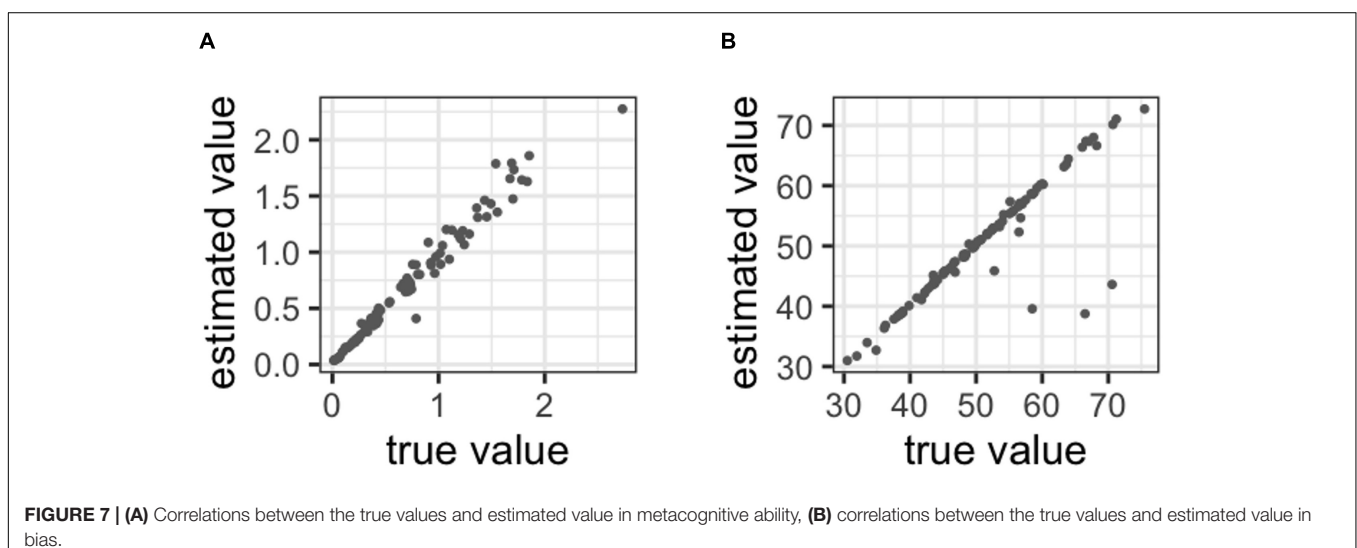 A
B
estimated value
2.0
1.5
1.0
0.5
0.0
0
1
2
true value
estimated value
70
60
50
40
30
30
40
50
60
70
true value
FIGURE 7 | (A) Correlations between the true values and estimated value in metacognitive ability, (B) correlations between the true values and estimated value in
bias.